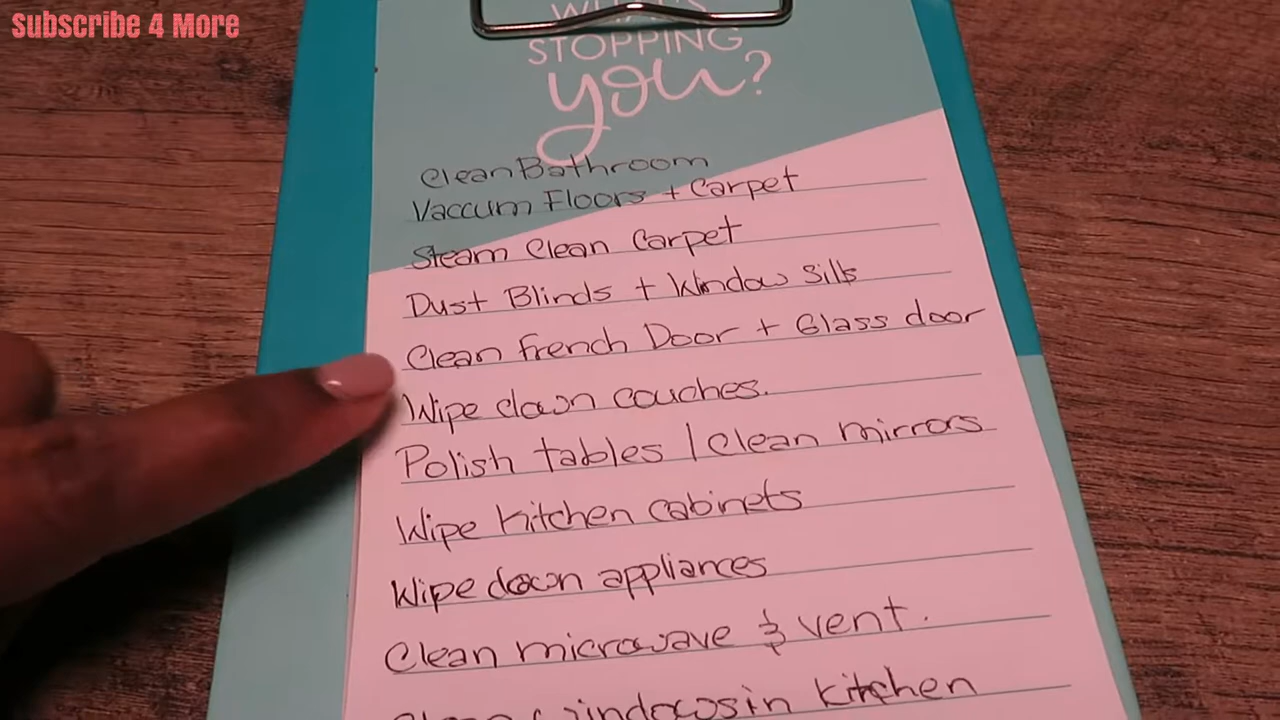 Subscribe 4 More
WHAT'S
STOPPING
you?
Clean Bathroom
Vaccum Floors + Carpet
Steam Clean Carpet
Dust Blinds + Window Sills
Clean French Door + Glass door
Wipe down couches.
Polish tables / Clean mirrors
Wipe Kitchen cabinets
Wipe down appliances
Clean microwave & vent.
Clean windows in kitchen